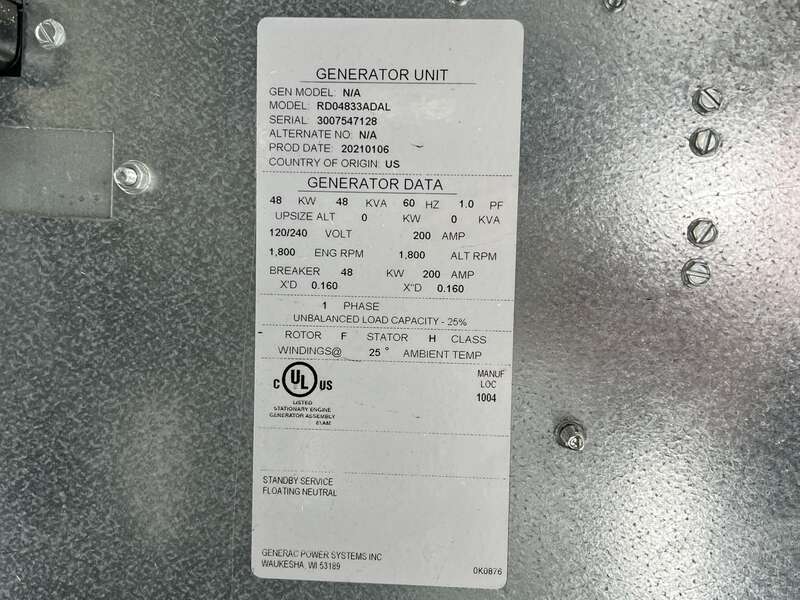 GENERATOR UNIT
GEN MODEL: N/A
MODEL: RD04833ADAL
SERIAL: 3007547128
ALTERNATE NO: N/A
PROD DATE: 20210106
COUNTRY OF ORIGIN: US
GENERATOR DATA
48 KW 48 KVA 60 HZ 1.0 PF
UPSIZE ALT 0 KW 0 KVA
120/240 VOLT 200 AMP
1,800 ENG RPM 1,800 ALT RPM
BREAKER 48 KW 200 AMP
X'D 0.160 X"D 0.160
1 PHASE
UNBALANCED LOAD CAPACITY - 25%
ROTOR F STATOR H CLASS
WINDINGS@ 25° AMBIENT TEMP
C UL US
LISTED
STATIONARY ENGINE
GENERATOR ASSEMBLY
81AM
MANUF
LOC
1004
STANDBY SERVICE
FLOATING NEUTRAL
GENERAC POWER SYSTEMS INC
WAUKESHA, WI 53189
0K0876